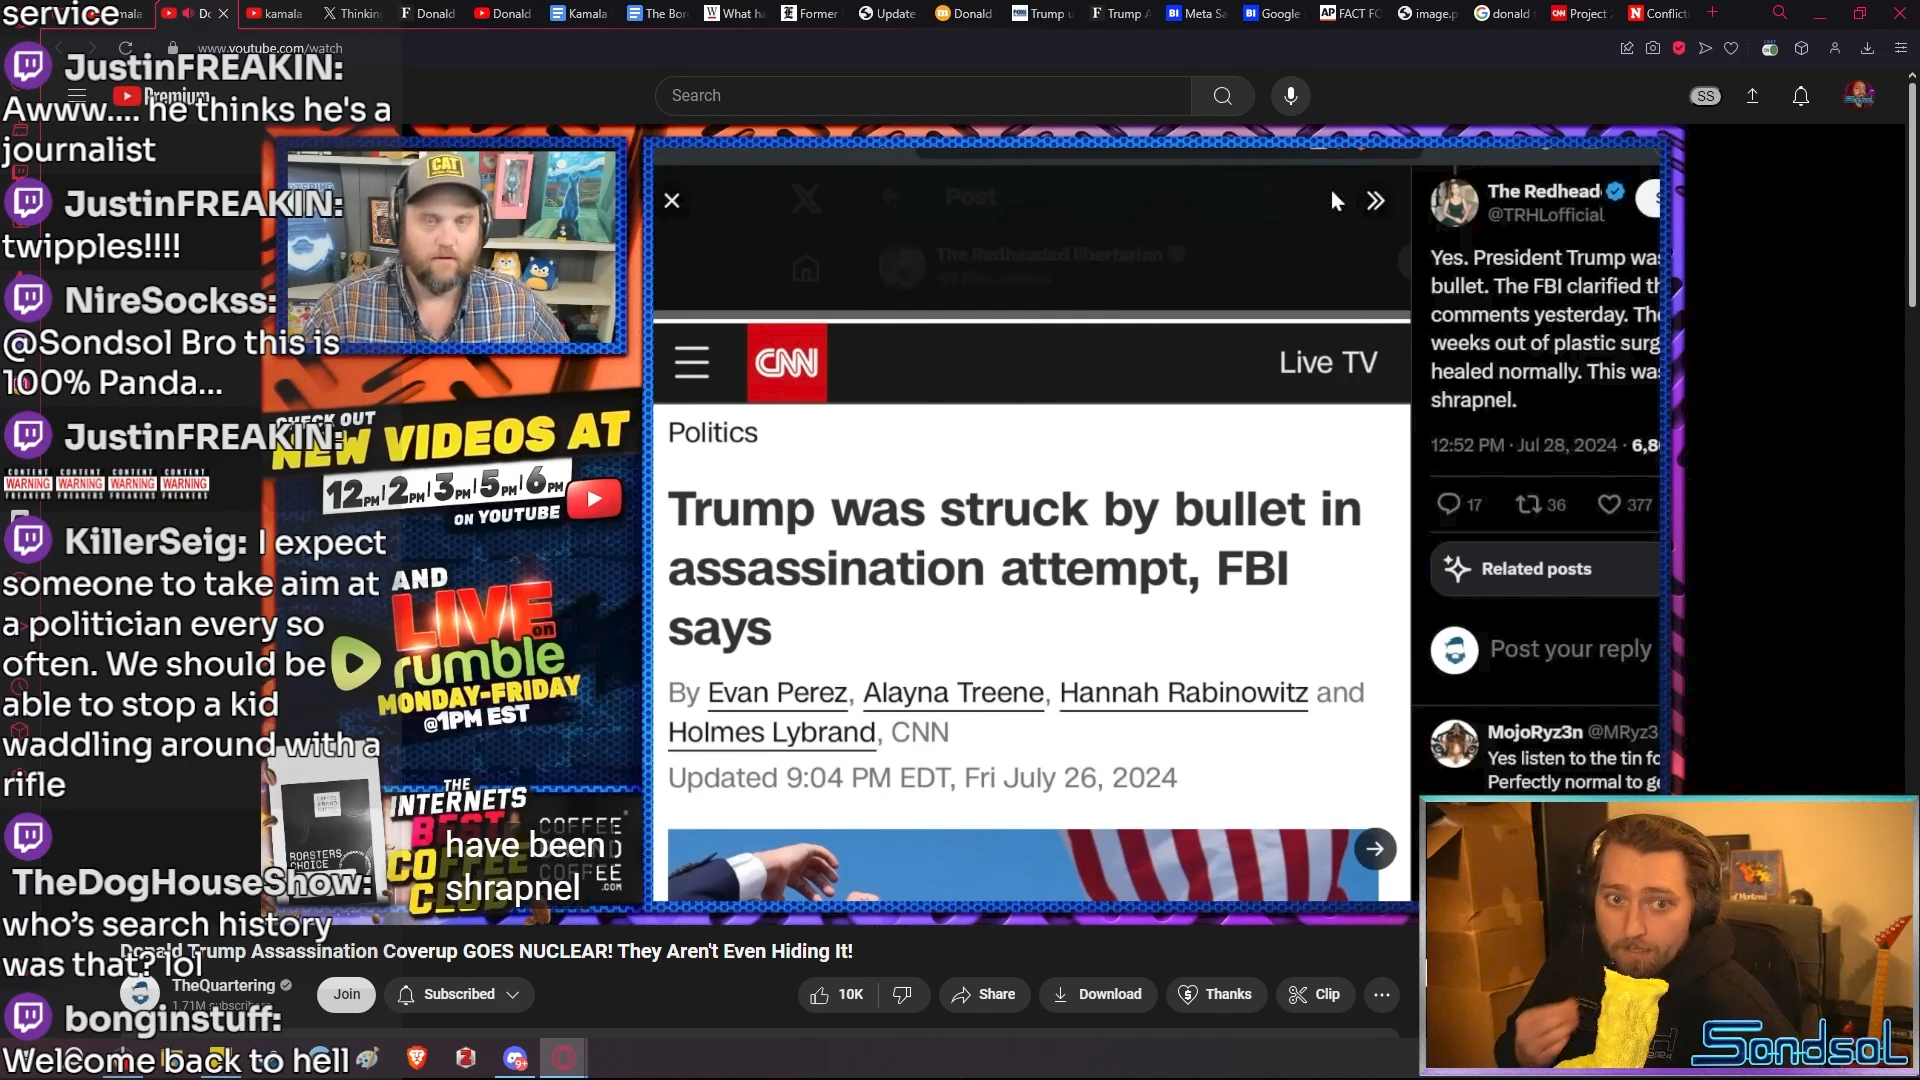 service
JustinFREAKIN:
Awww.... he thinks he's a
journalist
JustinFREAKIN:
twipples!!!!
NireSockss:
@Sondsol Bro this is
100% Panda...
JustinFREAKIN:
CONTENT WARNING FREAKERS CONTENT WARNING FREAKERS CONTENT WARNING FREAKERS CONTENT WARNING FREAKERS
KillerSeig: I expect
someone to take aim at
a politician every so
often. We should be
able to stop a kid
waddling around with a
rifle
TheDogHouseShow:
who's search history
was that? lol
bonginstuff:
Welcome back to hell
kamala
Thinkin
Donald
Donald
Kamala
The Bor
What ha
Former
Update
Donald
Trump u
Trump A
Meta Sa
Google
FACT FO
image.p
donald
Project
Conflicti
www.youtube.com/watch
Premium
Search
SS
CAT
CHECK OUT
NEW VIDEOS AT
12PM | 2PM | 3PM | 5PM | 6PM
ON YOUTUBE
AND
LIVE on
rumble
MONDAY-FRIDAY
@1PM EST
ROASTERS
CHOICE
THE
INTERNETS
BEST
COFFEE
.COM
have been
shrapnel
Post
The Redheaded libertarian
CNN
Live TV
Politics
Trump was struck by bullet in
assassination attempt, FBI
says
By Evan Perez, Alayna Treene, Hannah Rabinowitz and
Holmes Lybrand, CNN
Updated 9:04 PM EDT, Fri July 26, 2024
The Redhead
@TRHLofficial
Yes. President Trump was
bullet. The FBI clarified th
comments yesterday. The
weeks out of plastic surg
healed normally. This was
shrapnel.
12:52 PM · Jul 28, 2024 · 6,8
17 36 377
Related posts
Post your reply
MojoRyz3n @MRyz3
Yes listen to the tin fo
Perfectly normal to ge
Donald Trump Assassination Coverup GOES NUCLEAR! They Aren't Even Hiding It!
TheQuartering
1.71M subscribers
Join
Subscribed
10K
Share
Download
Thanks
Clip
Sondsol